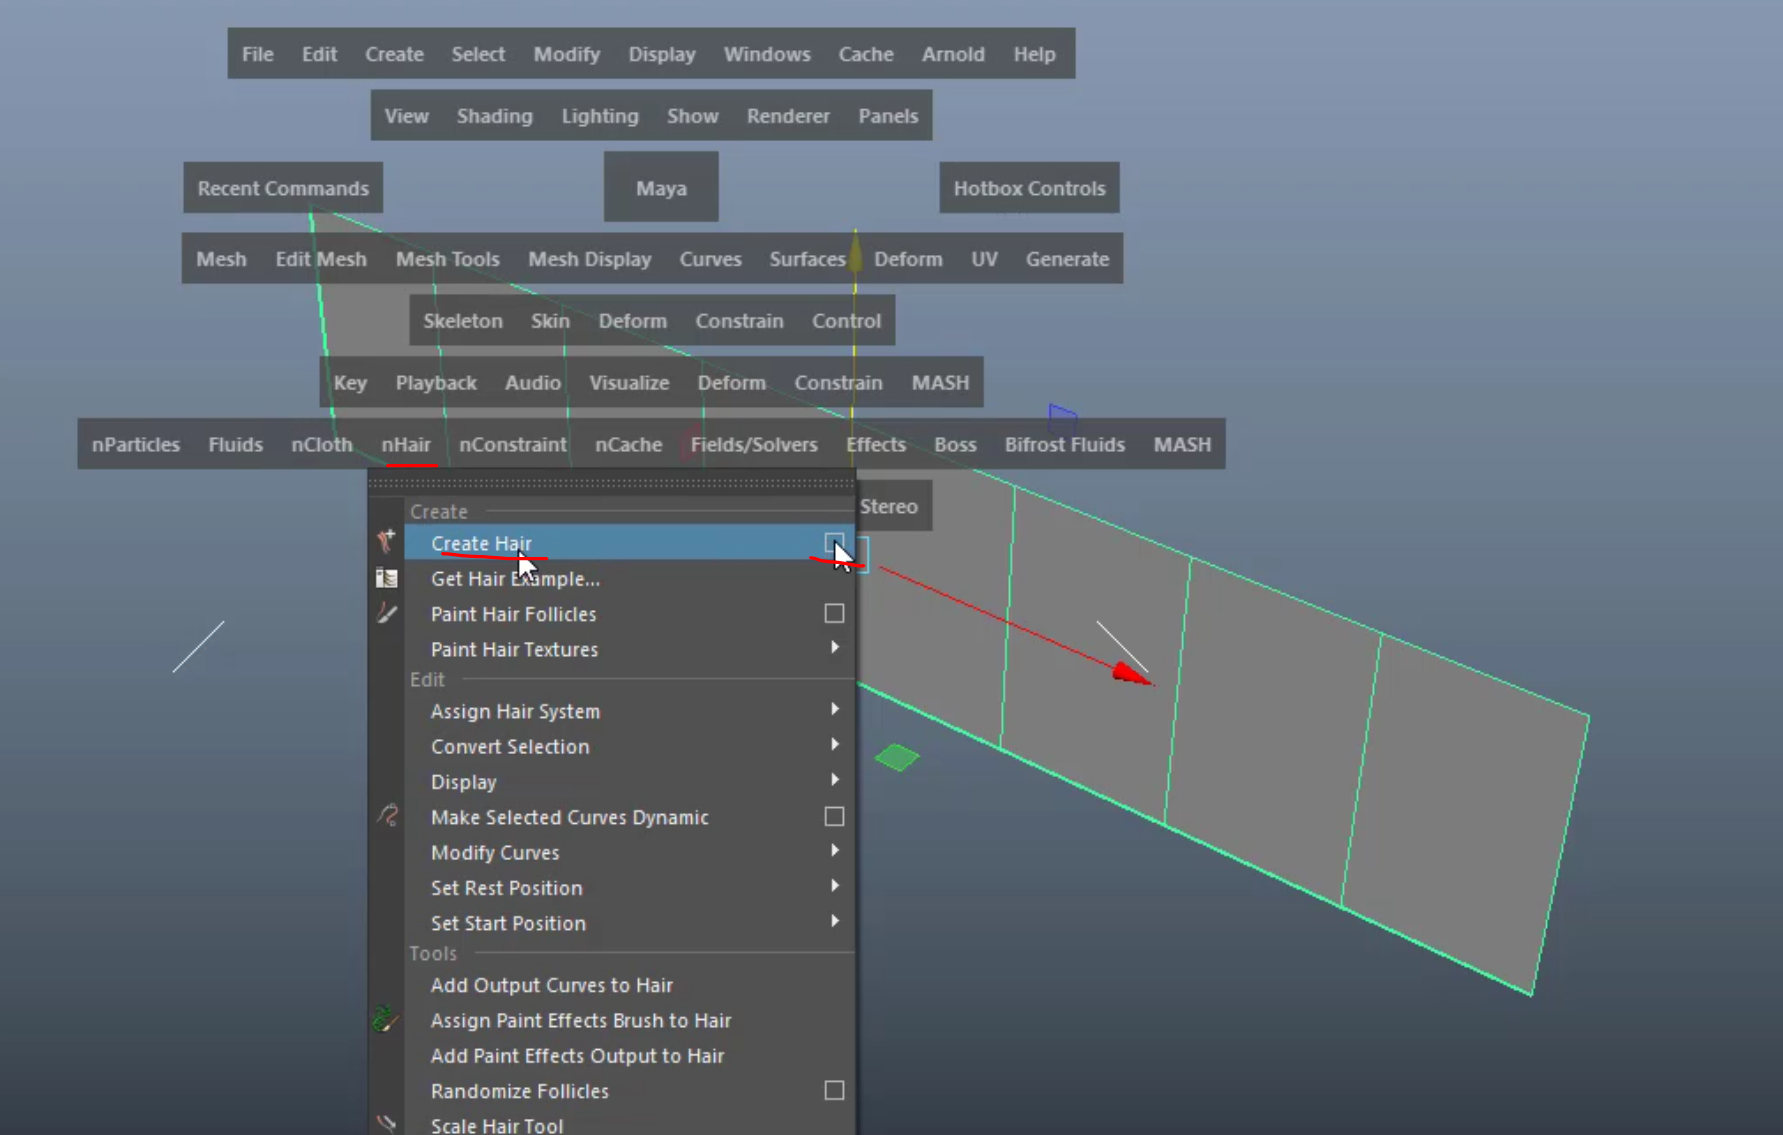 File Edit Create Select Modify Display Windows Cache Arnold Help
View Shading Lighting Show Renderer Panels
Recent Commands Maya Hotbox Controls
Mesh Edit Mesh Mesh Tools Mesh Display Curves Surfaces Deform UV Generate
Skeleton Skin Deform Constrain Control
Key Playback Audio Visualize Deform Constrain MASH
nParticles Fluids nCloth nHair nConstraint nCache Fields/Solvers Effects Boss Bifrost Fluids MASH
Stereo
Create
Create Hair
Get Hair Example...
Paint Hair Follicles
Paint Hair Textures
Edit
Assign Hair System
Convert Selection
Display
Make Selected Curves Dynamic
Modify Curves
Set Rest Position
Set Start Position
Tools
Add Output Curves to Hair
Assign Paint Effects Brush to Hair
Add Paint Effects Output to Hair
Randomize Follicles
Scale Hair Tool